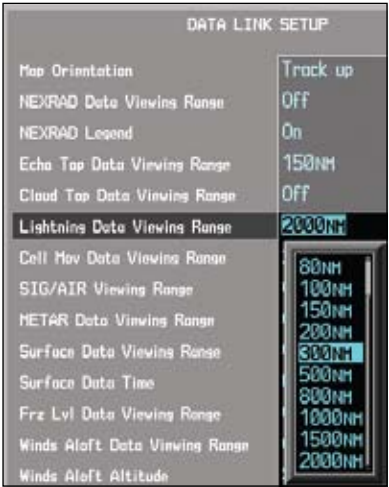 DATA LINK SETUP
Map Orientation Track up
NEXRAD Data Viewing Range Off
NEXRAD Legend On
Echo Top Data Viewing Range 150NM
Cloud Top Data Viewing Range Off
Lightning Data Viewing Range 2000NM
Cell Mov Data Viewing Range
SIG/AIR Viewing Range
METAR Data Viewing Range
Surface Data Viewing Range
Surface Data Time
Frz Lvl Data Viewing Range
Winds Aloft Data Viewing Range
Winds Aloft Altitude
80NM
100NM
150NM
200NM
300NM
500NM
800NM
1000NM
1500NM
2000NM